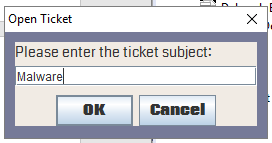 Open Ticket
Please enter the ticket subject:
Malware
OK Cancel